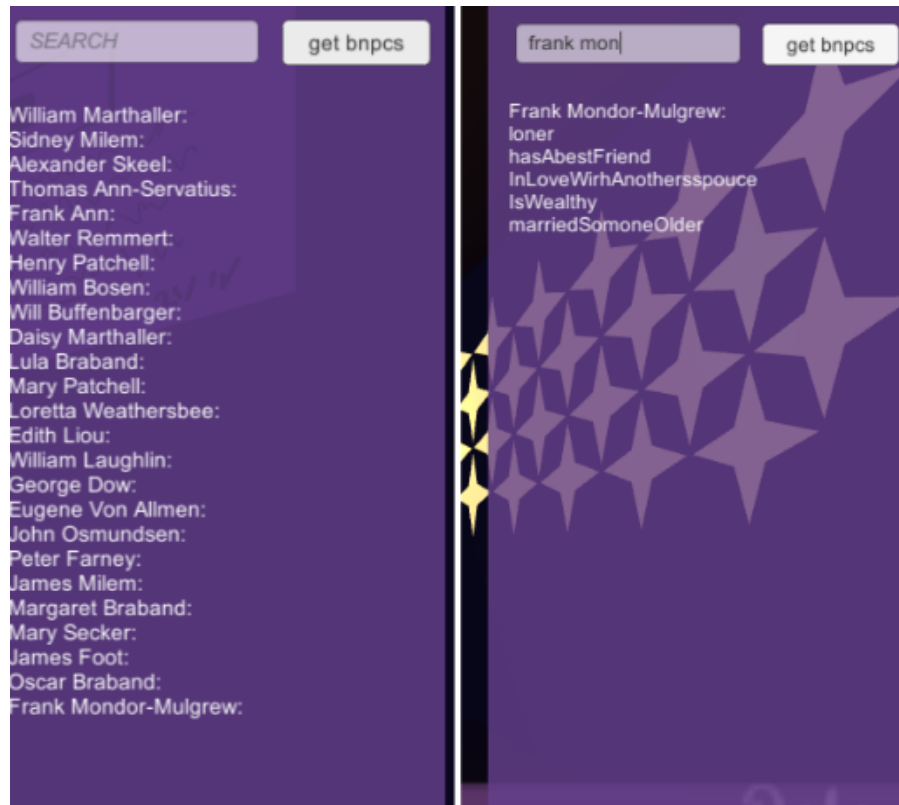 SEARCH
get bnpcs
William Marthaller:
Sidney Milem:
Alexander Skeel:
Thomas Ann-Servatius:
Frank Ann:
Walter Remmert:
Henry Patchell:
William Bosen:
Will Buffenbarger:
Daisy Marthaller:
Lula Braband:
Mary Patchell:
Loretta Weathersbee:
Edith Liou:
William Laughlin:
George Dow:
Eugene Von Allmen:
John Osmundsen:
Peter Farney:
James Milem:
Margaret Braband:
Mary Secker:
James Foot:
Oscar Braband:
Frank Mondor-Mulgrew:
frank mon
get bnpcs
Frank Mondor-Mulgrew:
loner
hasAbestFriend
InLoveWirhAnothersspouce
IsWealthy
marriedSomoneOlder